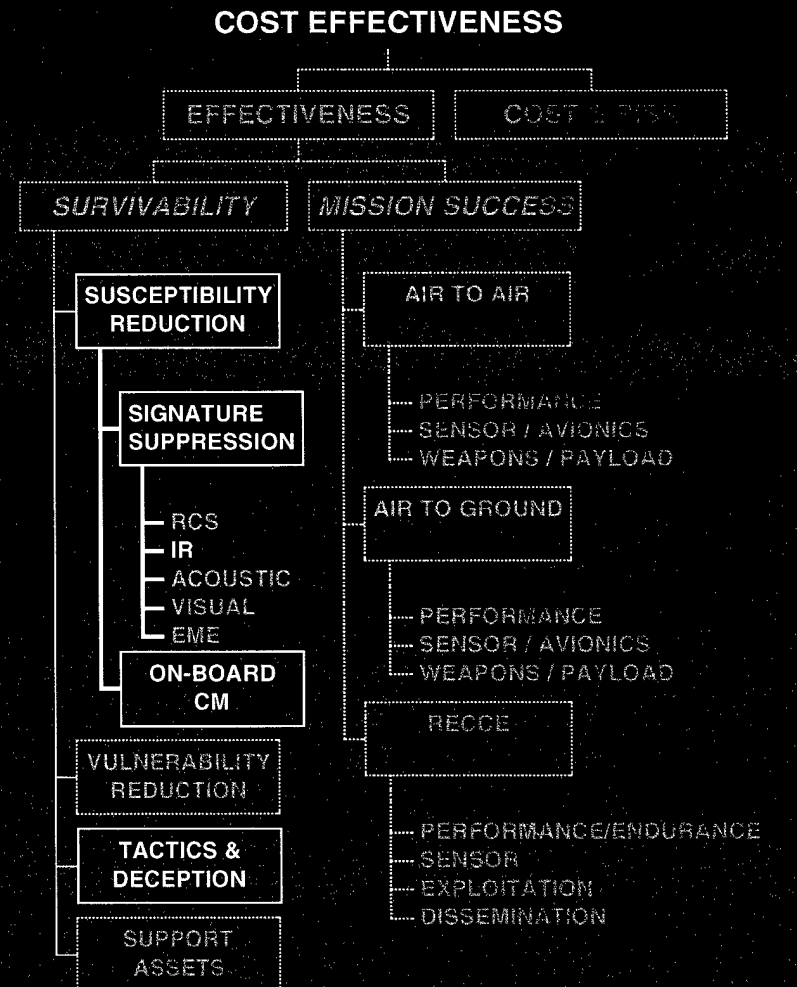 COST EFFECTIVENESS
EFFECTIVENESS
COST & RISK
SURVIVABILITY
MISSION SUCCESS
SUSCEPTIBILITY
REDUCTION
SIGNATURE
SUPPRESSION
RCS
IR
ACOUSTIC
VISUAL
EME
ON-BOARD
CM
VULNERABILITY
REDUCTION
TACTICS &
DECEPTION
SUPPORT
ASSETS
AIR TO AIR
PERFORMANCE
SENSOR / AVIONICS
WEAPONS / PAYLOAD
AIR TO GROUND
PERFORMANCE
SENSOR / AVIONICS
WEAPONS / PAYLOAD
RECCE
PERFORMANCE/ENDURANCE
SENSOR
EXPLOITATION
DISSEMINATION